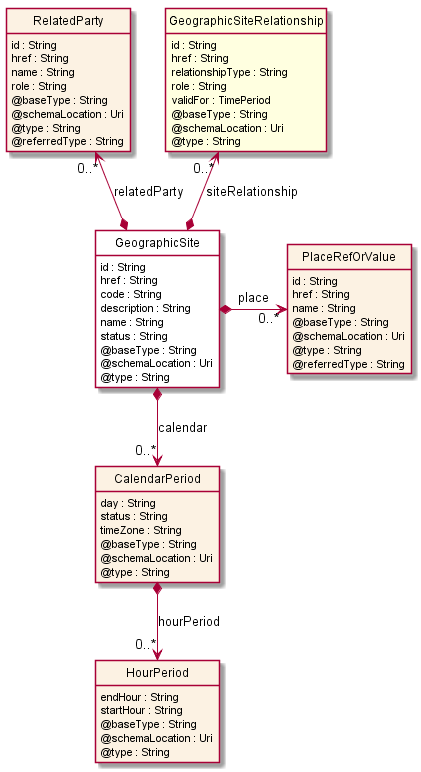 RelatedParty
id : String
href : String
name : String
role : String
@baseType : String
@schemaLocation : Uri
@type : String
@referredType : String
GeographicSiteRelationship
id : String
href : String
relationshipType : String
role : String
validFor : TimePeriod
@baseType : String
@schemaLocation : Uri
@type : String
0..*
0..*
relatedParty
siteRelationship
GeographicSite
id : String
href : String
code : String
description : String
name : String
status : String
@baseType : String
@schemaLocation : Uri
@type : String
place
0..*
PlaceRefOrValue
id : String
href : String
name : String
@baseType : String
@schemaLocation : Uri
@type : String
@referredType : String
calendar
0..*
CalendarPeriod
day : String
status : String
timeZone : String
@baseType : String
@schemaLocation : Uri
@type : String
hourPeriod
0..*
HourPeriod
endHour : String
startHour : String
@baseType : String
@schemaLocation : Uri
@type : String